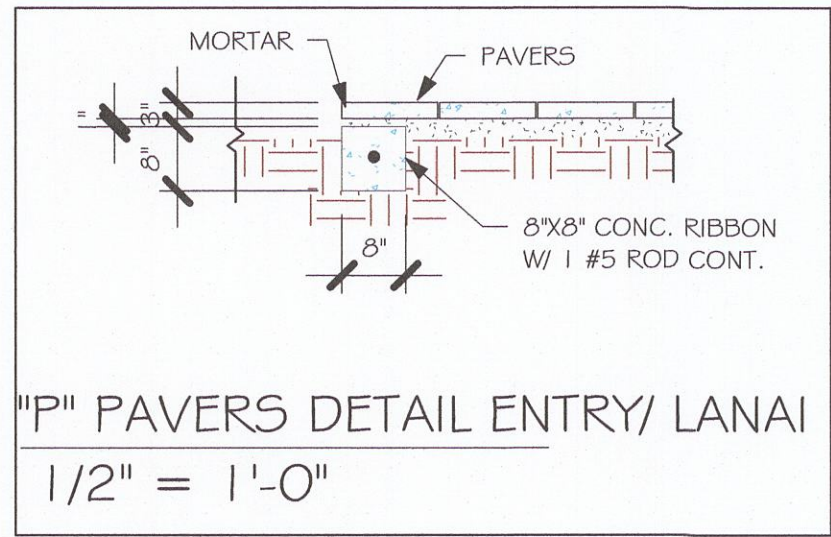 MORTAR
PAVERS
3"
8"
8"
8"X8" CONC. RIBBON
W/ 1 #5 ROD CONT.
"P" PAVERS DETAIL ENTRY/ LANAI
1/2" = 1'-0"